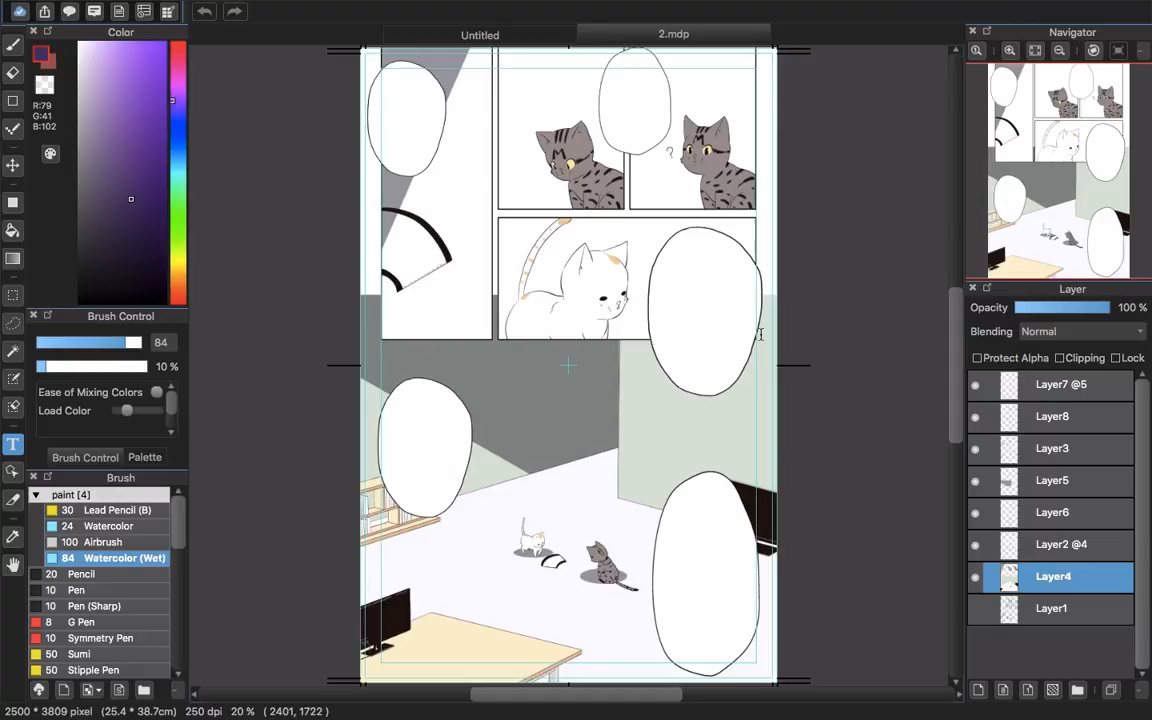 Color
Untitled
2.mdp
Navigator
R:79
G:41
B:102
Brush Control
84
10 %
Ease of Mixing Colors
Load Color
Brush Control
Palette
Brush
paint [4]
30 Lead Pencil (B)
24 Watercolor
100 Airbrush
84 Watercolor (Wet)
20 Pencil
10 Pen
10 Pen (Sharp)
8 G Pen
10 Symmetry Pen
50 Sumi
50 Stipple Pen
?
Layer
Opacity 100 %
Blending Normal
Protect Alpha Clipping Lock
Layer7 @5
Layer8
Layer3
Layer5
Layer6
Layer2 @4
Layer4
Layer1
2500 * 3809 pixel (25.4 * 38.7cm) 250 dpi 20 % ( 2401, 1722 )